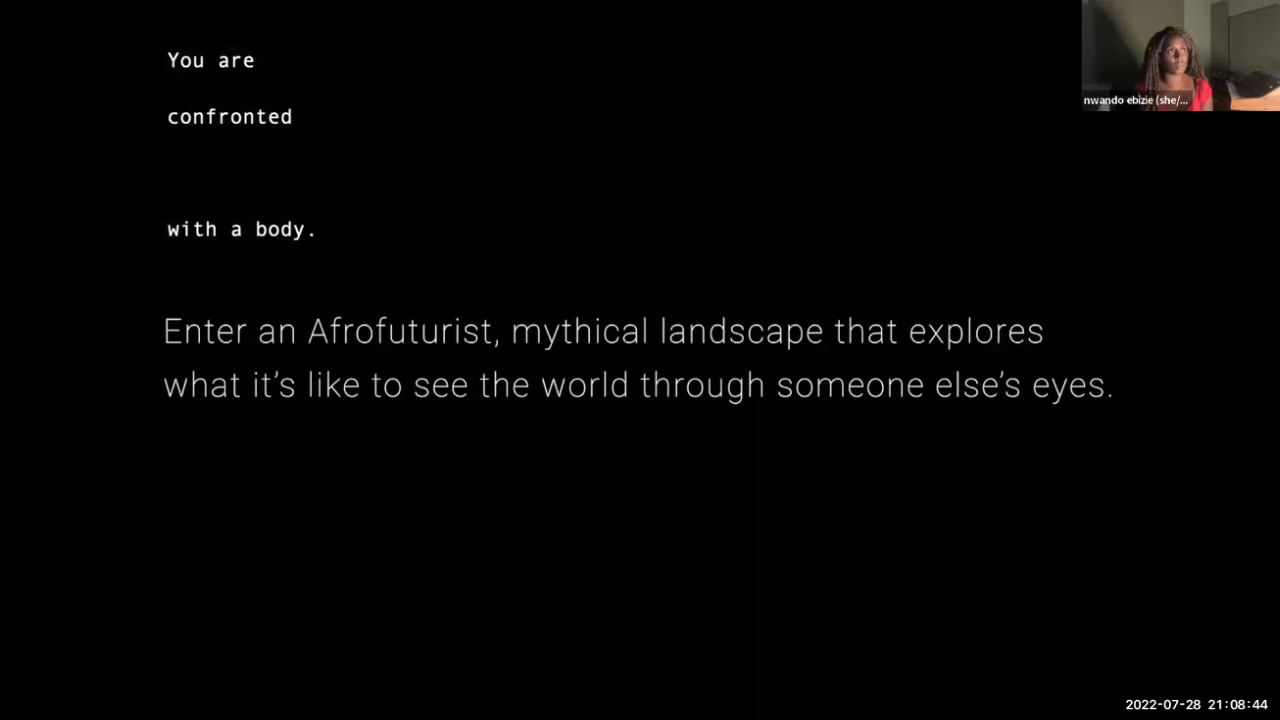 You are
confronted
with a body.
Enter an Afrofuturist, mythical landscape that explores
what it’s like to see the world through someone else’s eyes.
nwando ebizie (she/...
2022-07-28 21:08:44